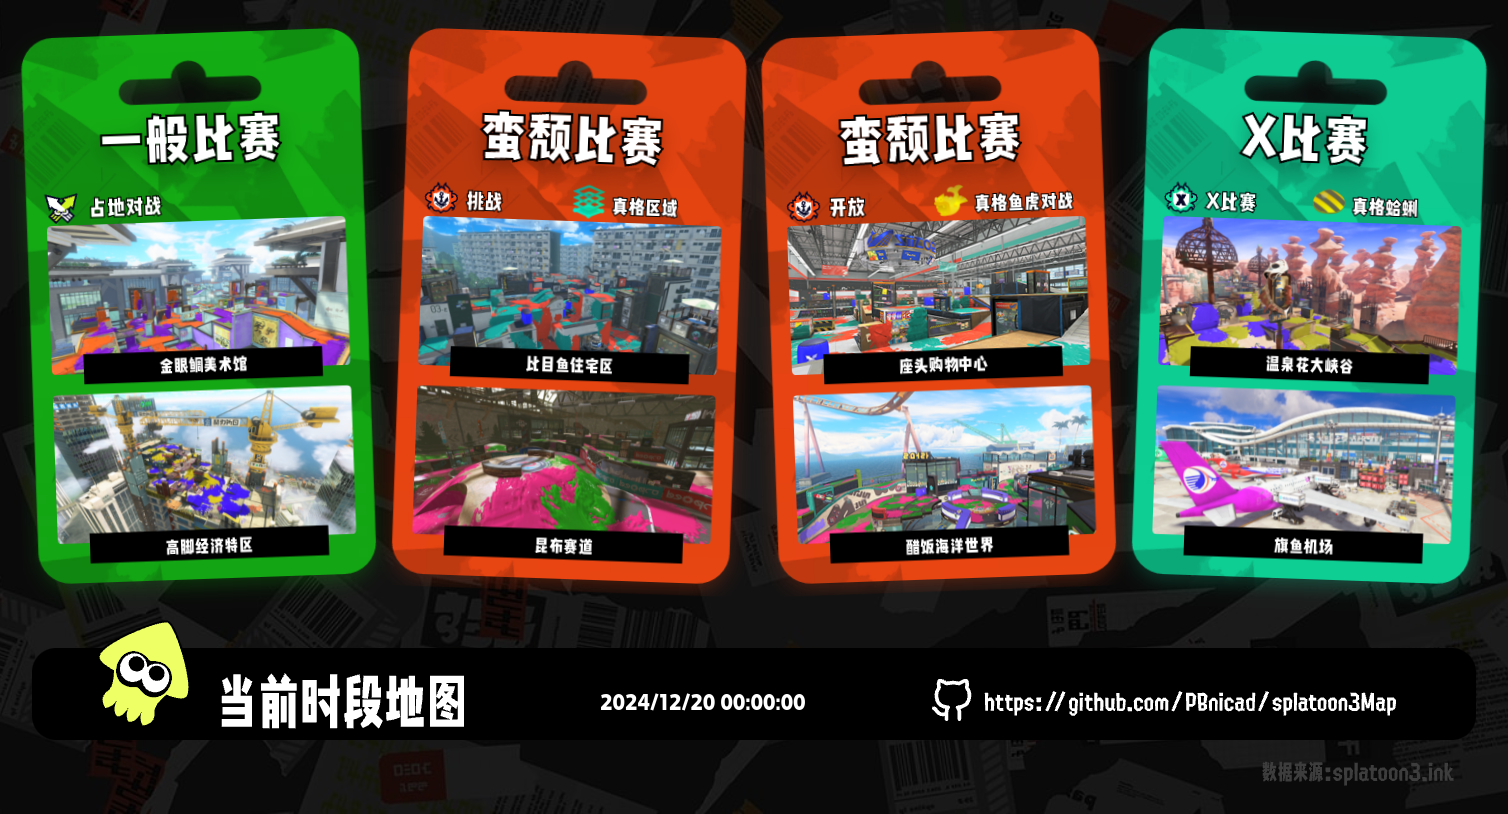 一般比赛
占地对战
金眼鲷美术馆
高脚经济特区
蛮颓比赛
挑战
真格区域
比目鱼住宅区
昆布赛道
蛮颓比赛
开放
真格鱼虎对战
座头购物中心
醋饭海洋世界
X比赛
X比赛
真格蛤蜊
温泉花大峡谷
旗鱼机场
当前时段地图
2024/12/20 00:00:00
https://github.com/PBnicad/splatoon3Map
数据来源:splatoon3.ink